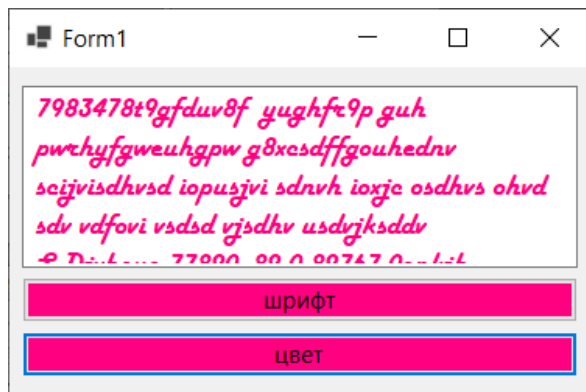 Form1
7983478t9gfduv8f yughfr9p guh
pwrhyfgweuhgpw g8xcsdffgouhednv
scijvisdhvsd iopusjvi sdnvh ioxjc osdhvs ohvd
sdv vdfovi vsdsd vjsdhv usdvjksddv
шрифт
цвет